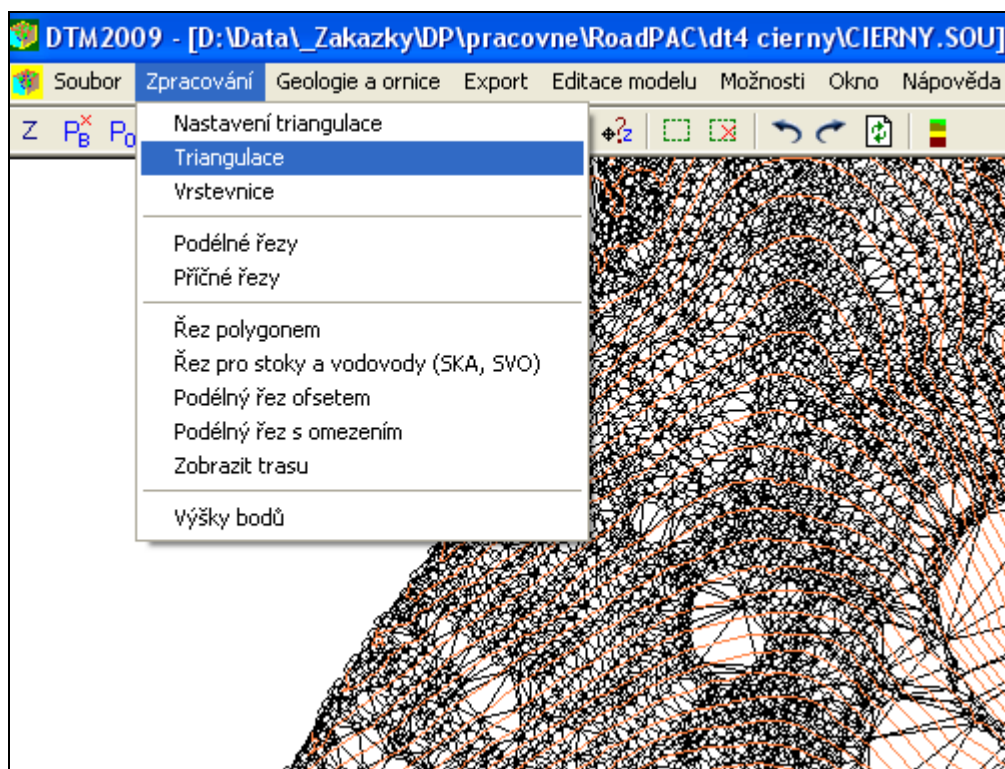 DTM2009 - [D:\Data\_Zakazky\DP\pracovne\RoadPAC\dt4 cierny\CIERNY.SOU]
Soubor Zpracování Geologie a ornice Export Editace modelu Možnosti Okno Nápověda
Z PB PO z
Nastavení triangulace
Triangulace
Vrstevnice
Podélné řezy
Příčné řezy
Řez polygonem
Řez pro stoky a vodovody (SKA, SVO)
Podélný řez ofsetem
Podélný řez s omezením
Zobrazit trasu
Výšky bodů